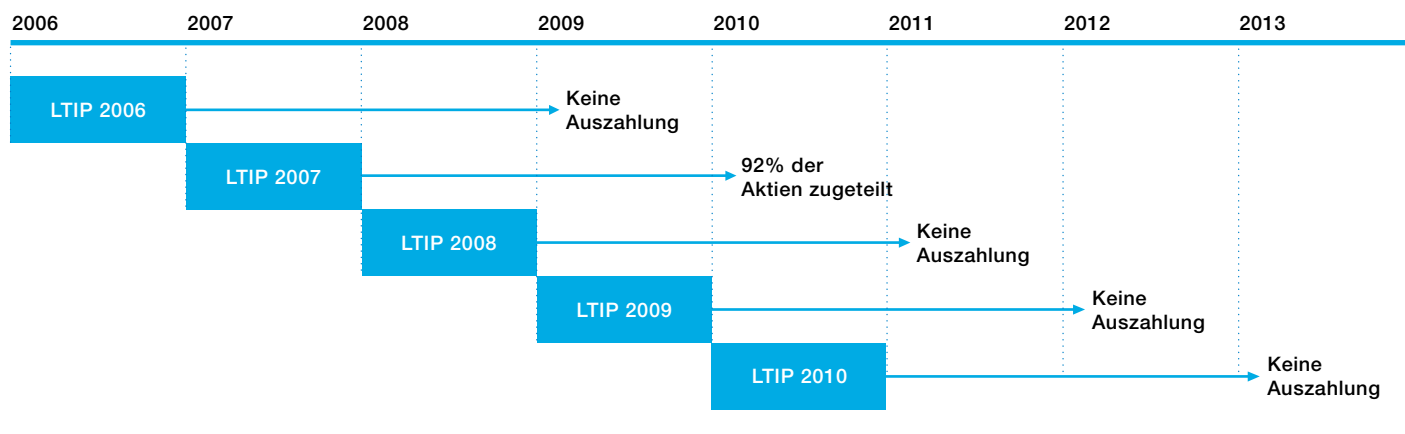 2006 2007 2008 2009 2010 2011 2012 2013
LTIP 2006
Keine
Auszahlung
LTIP 2007
92% der
Aktien zugeteilt
LTIP 2008
Keine
Auszahlung
LTIP 2009
Keine
Auszahlung
LTIP 2010
Keine
Auszahlung